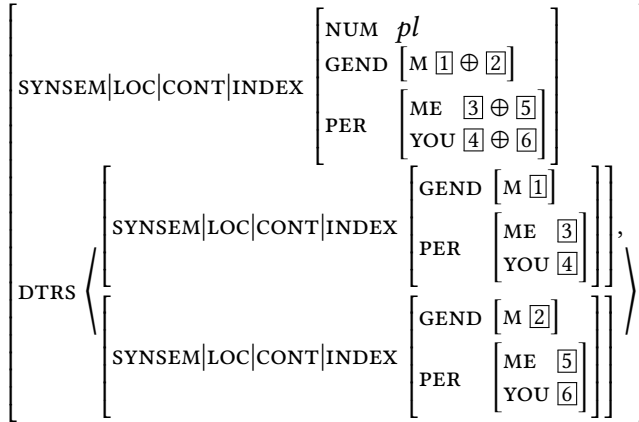 NUM pl
GEND [M 1 ⊕ 2]
SYNSEM|LOC|CONT|INDEX
PER [ME 3 ⊕ 5
YOU 4 ⊕ 6]
GEND [M 1]
SYNSEM|LOC|CONT|INDEX
PER [ME 3
YOU 4] ,
DTRS
GEND [M 2]
SYNSEM|LOC|CONT|INDEX
PER [ME 5
YOU 6]